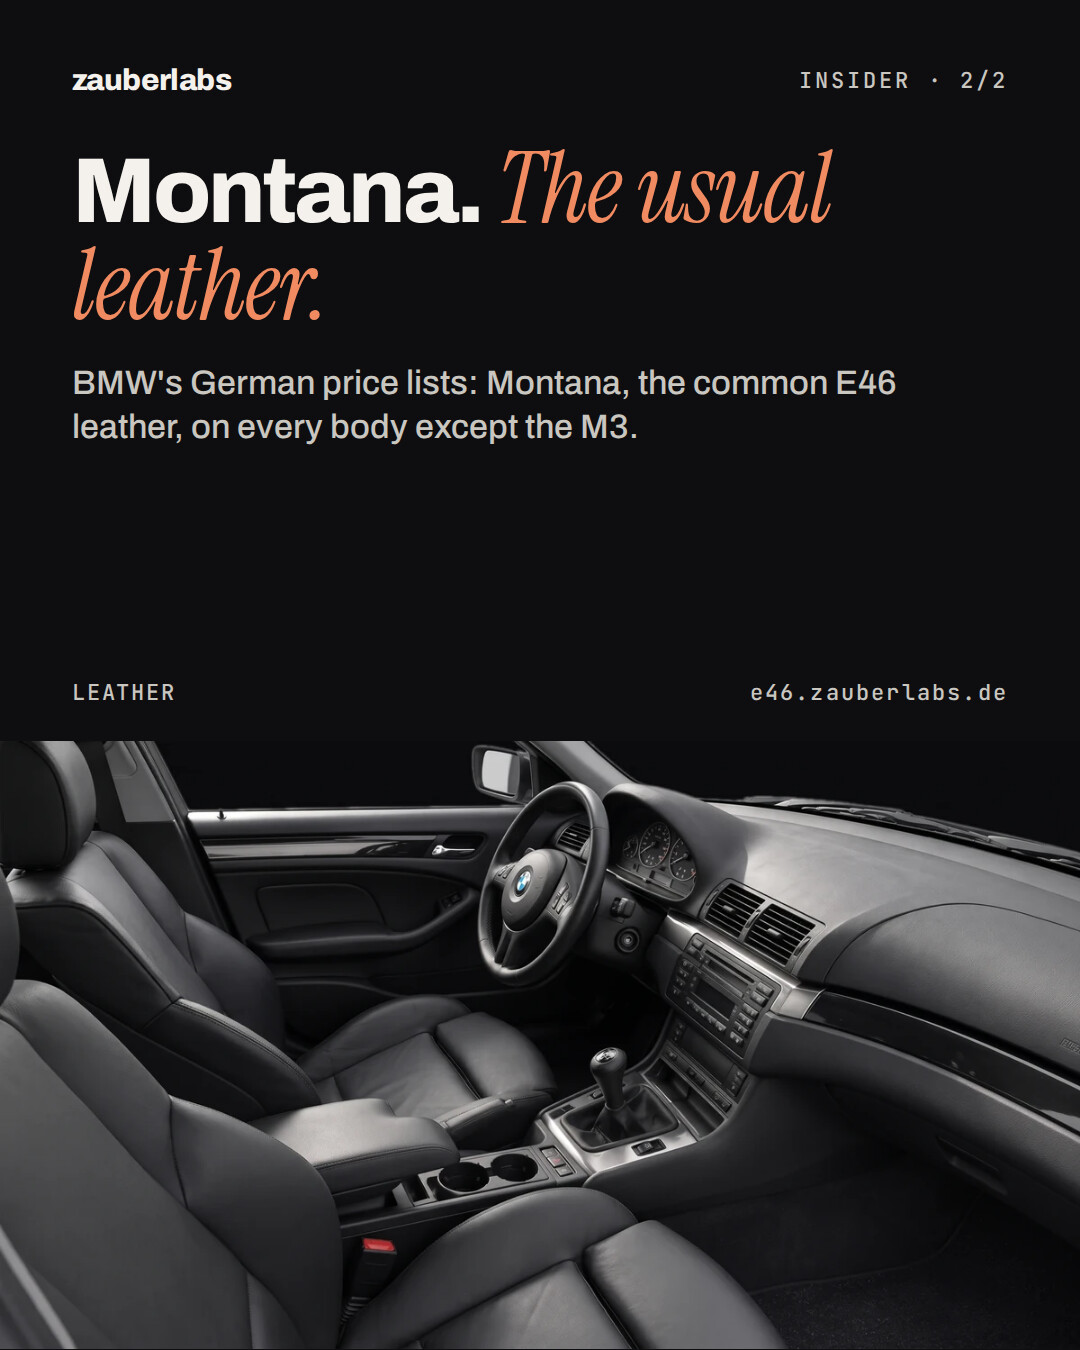 zauberlabs
INSIDER · 2/2
Montana. The usual
leather.
BMW's German price lists: Montana, the common E46
leather, on every body except the M3.
LEATHER
e46.zauberlabs.de